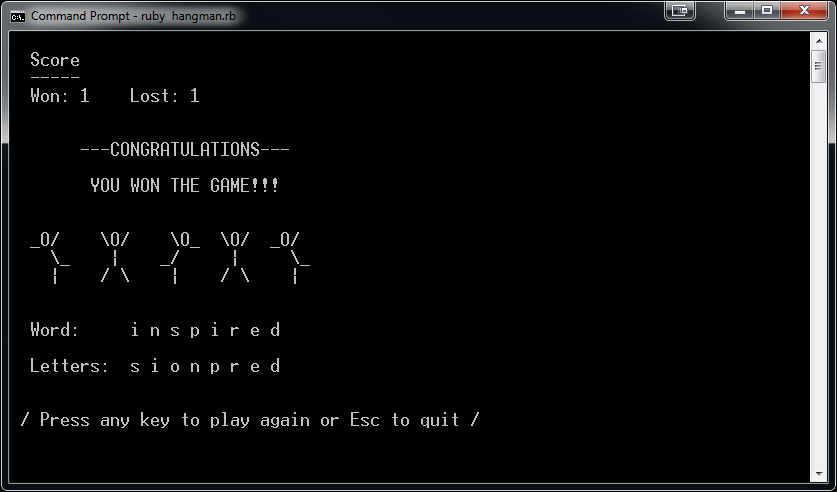 Command Prompt - ruby  hangman.rb
Score
-----
Won: 1    Lost: 1
---CONGRATULATIONS---
YOU WON THE GAME!!!
_O/    \O/    \O_  \O/  _O/
  \_    ¦    _/     ¦     \_
  ¦    / \    ¦    / \    ¦
Word:     i n s p i r e d
Letters:  s i o n p r e d
/ Press any key to play again or Esc to quit /